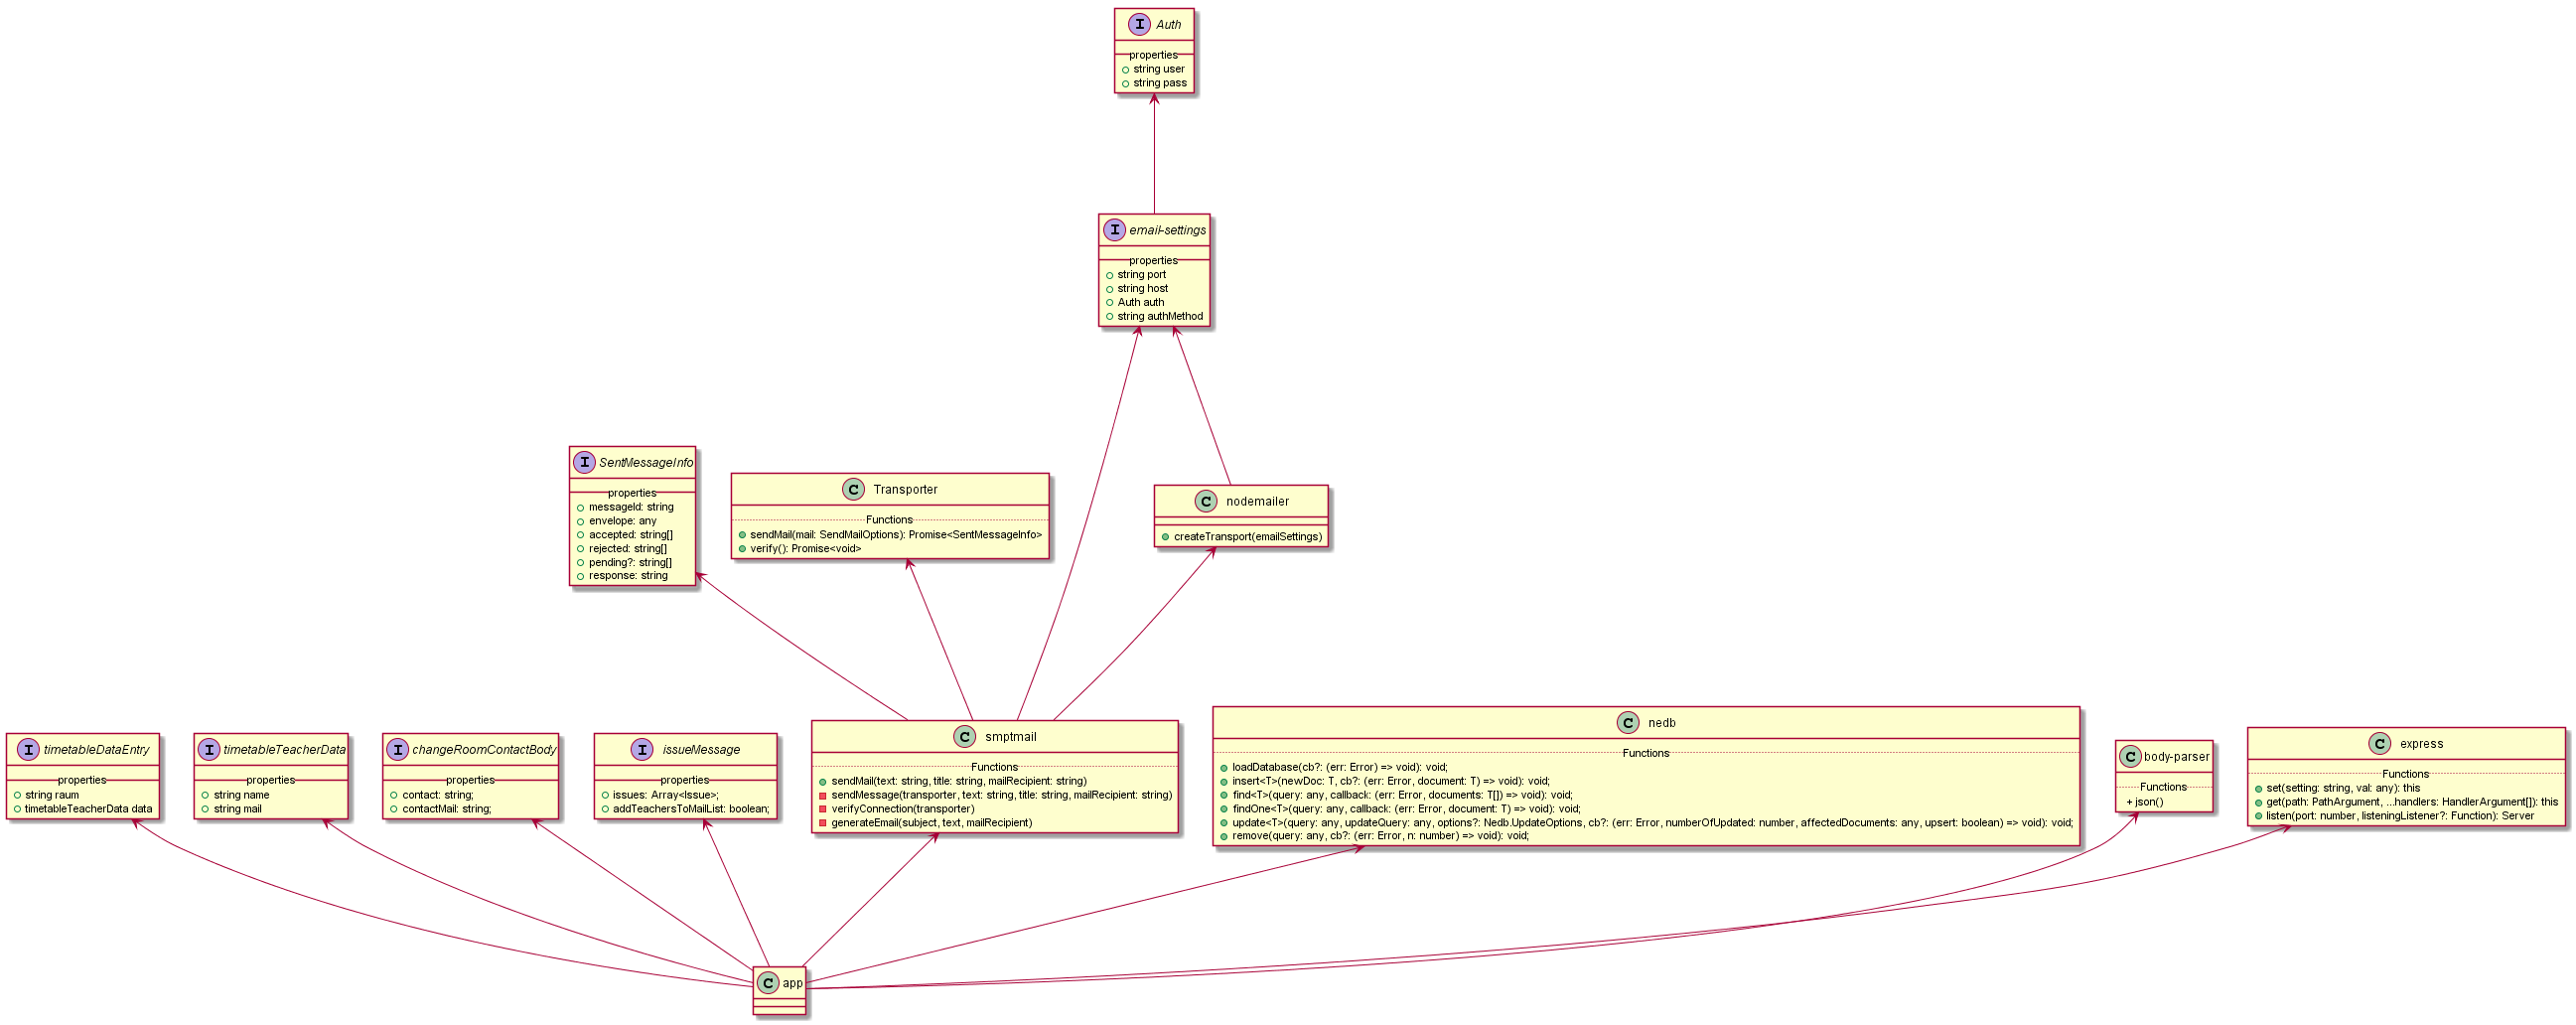 I Auth
properties
string user
string pass
I email-settings
properties
string port
string host
Auth auth
string authMethod
I SentMessageInfo
properties
messageId: string
envelope: any
accepted: string[]
rejected: string[]
pending?: string[]
response: string
C Transporter
Functions
sendMail(mail: SendMailOptions): Promise<SentMessageInfo>
verify(): Promise<void>
C nodemailer
createTransport(emailSettings)
I timetableDataEntry
properties
string raum
timetableTeacherData data
I timetableTeacherData
properties
string name
string mail
I changeRoomContactBody
properties
contact: string;
contactMail: string;
I issueMessage
properties
issues: Array<Issue>;
addTeachersToMailList: boolean;
C smptmail
Functions
sendMail(text: string, title: string, mailRecipient: string)
sendMessage(transporter, text: string, title: string, mailRecipient: string)
verifyConnection(transporter)
generateEmail(subject, text, mailRecipient)
C nedb
Functions
loadDatabase(cb?: (err: Error) => void): void;
insert<T>(newDoc: T, cb?: (err: Error, document: T) => void): void;
find<T>(query: any, callback: (err: Error, documents: T[]) => void): void;
findOne<T>(query: any, callback: (err: Error, document: T) => void): void;
update<T>(query: any, updateQuery: any, options?: Nedb.UpdateOptions, cb?: (err: Error, numberOfUpdated: number, affectedDocuments: any, upsert: boolean) => void): void;
remove(query: any, cb?: (err: Error, n: number) => void): void;
C body-parser
Functions
+ json()
C express
Functions
set(setting: string, val: any): this
get(path: PathArgument, ...handlers: HandlerArgument[]): this
listen(port: number, listeningListener?: Function): Server
C app